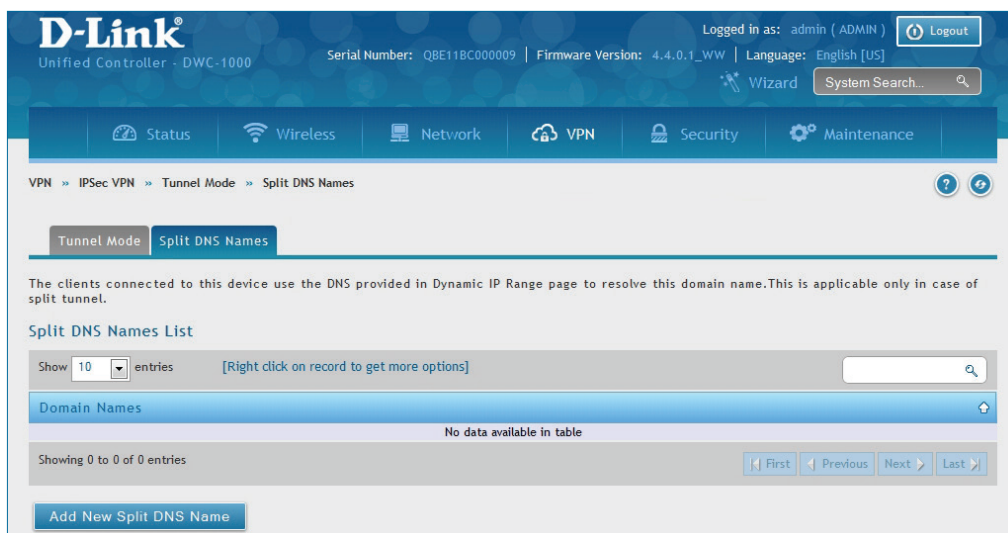 D-Link
Unified Controller - DWC-1000
Logged in as: admin ( ADMIN ) Logout
Serial Number: QBE11BC000009 | Firmware Version: 4.4.0.1_WW | Language: English [US]
Wizard System Search...
Status Wireless Network VPN Security Maintenance
VPN » IPSec VPN » Tunnel Mode » Split DNS Names
Tunnel Mode Split DNS Names
The clients connected to this device use the DNS provided in Dynamic IP Range page to resolve this domain name.This is applicable only in case of
split tunnel.
Split DNS Names List
Show 10 entries [Right click on record to get more options]
Domain Names
No data available in table
Showing 0 to 0 of 0 entries First Previous Next Last
Add New Split DNS Name